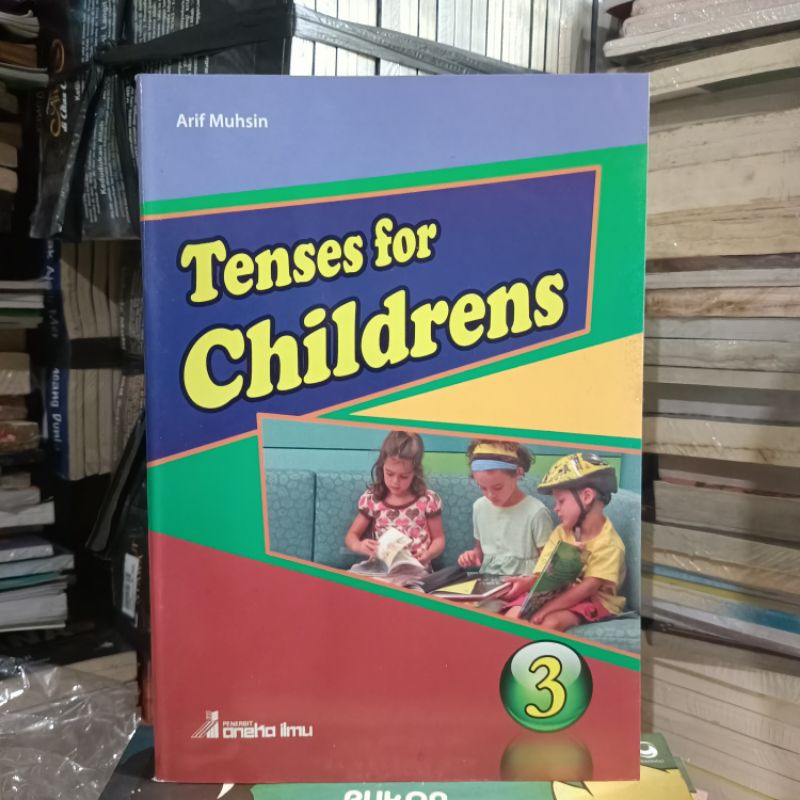 Arif Muhsin
Tenses for
Childrens
3
PENERBIT
aneka ilmu